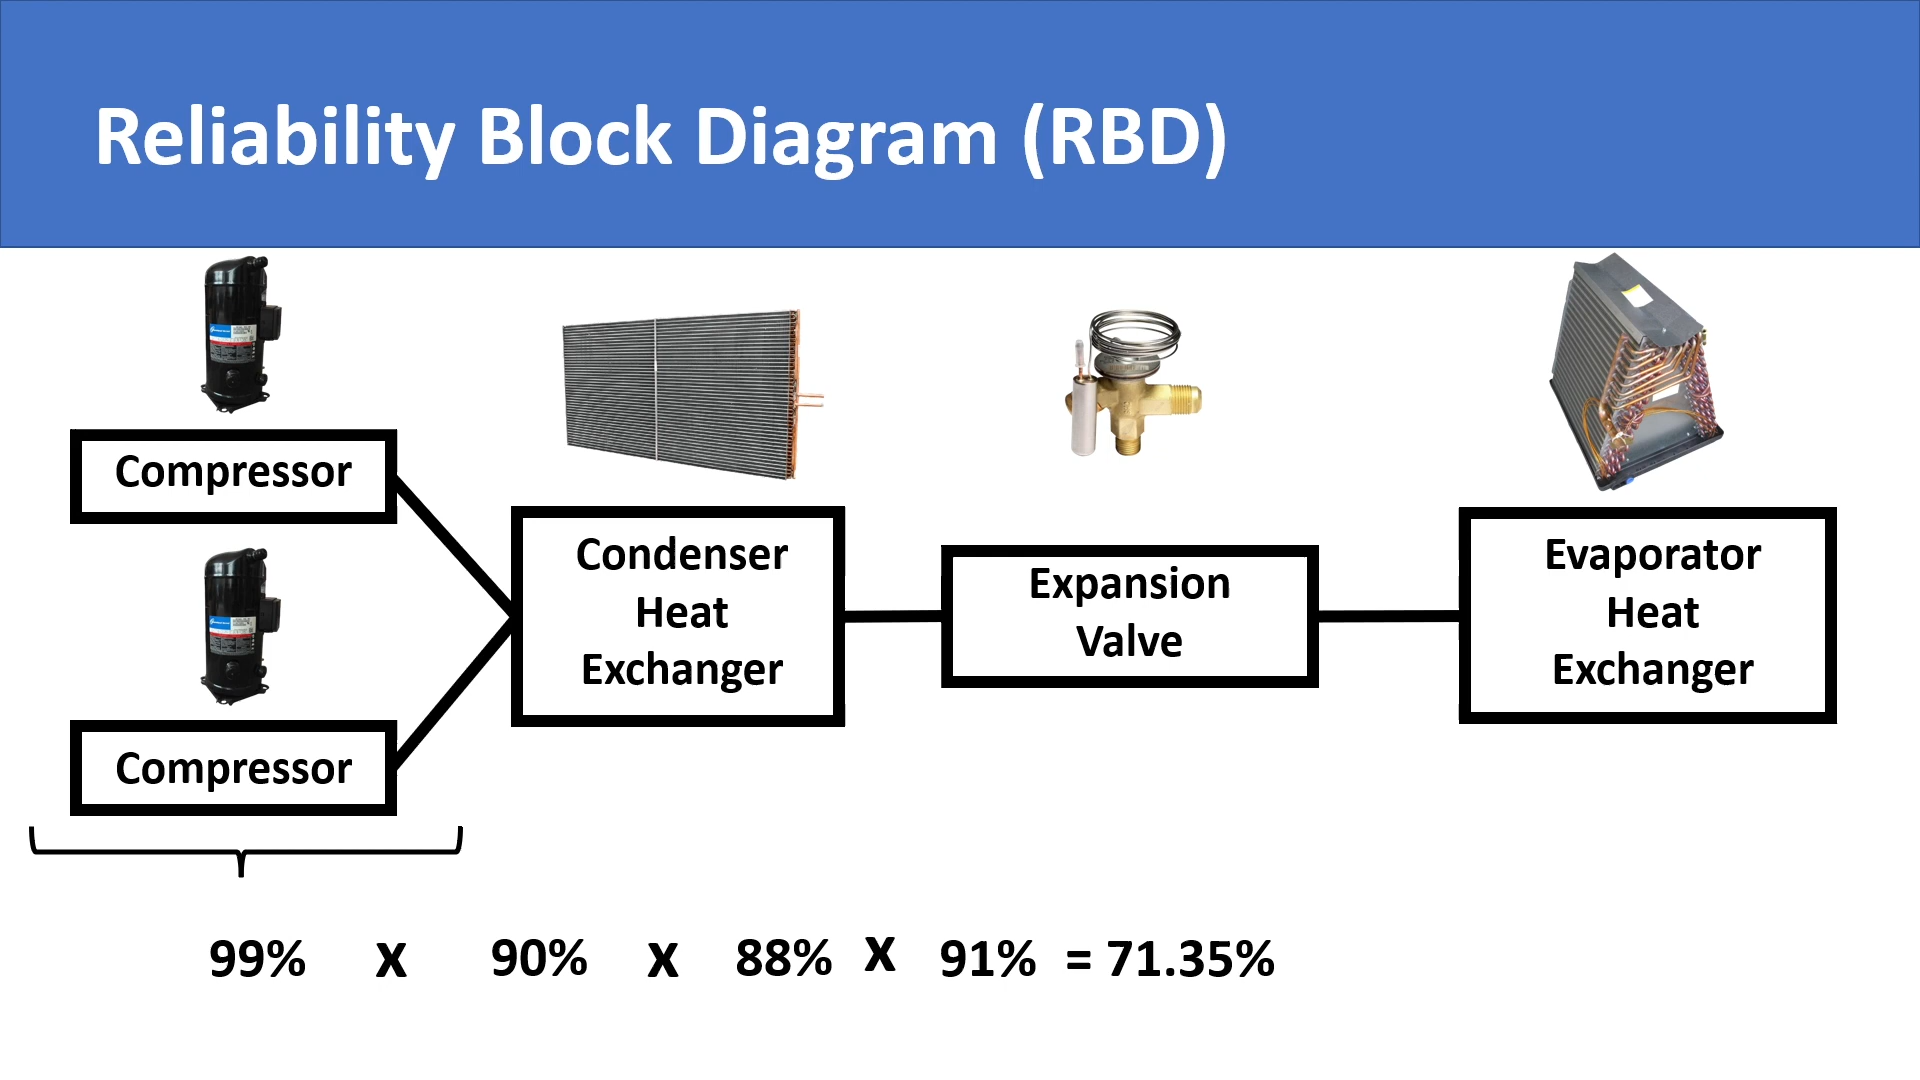 Reliability Block Diagram (RBD)
Compressor
Compressor
Condenser
Heat
Exchanger
Expansion
Valve
Evaporator
Heat
Exchanger
99% x 90% x 88% x 91% = 71.35%